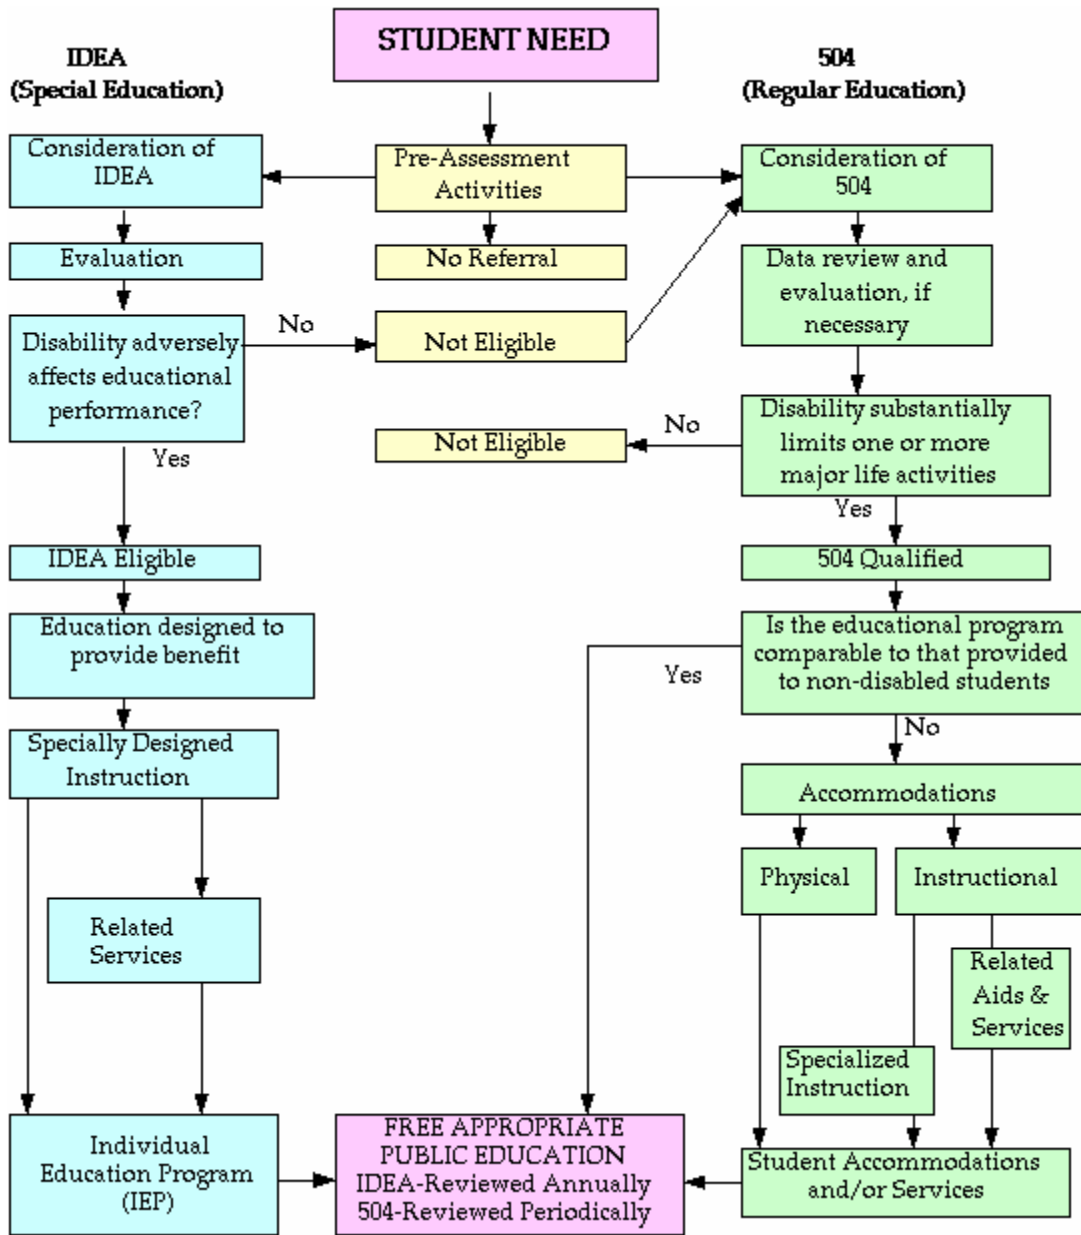 STUDENT NEED
IDEA
(Special Education)
504
(Regular Education)
Consideration of
IDEA
Pre-Assessment
Activities
Consideration of
504
Evaluation
No Referral
Data review and
evaluation, if
necessary
Disability adversely
affects educational
performance?
No
Not Eligible
Yes
Not Eligible
No
Disability substantially
limits one or more
major life activities
Yes
IDEA Eligible
504 Qualified
Education designed to
provide benefit
Is the educational program
comparable to that provided
to non-disabled students
Yes
No
Specially Designed
Instruction
Accommodations
Physical
Instructional
Related
Services
Related
Aids &
Services
Specialized
Instruction
Individual
Education Program
(IEP)
FREE APPROPRIATE
PUBLIC EDUCATION
IDEA-Reviewed Annually
504-Reviewed Periodically
Student Accommodations
and/or Services